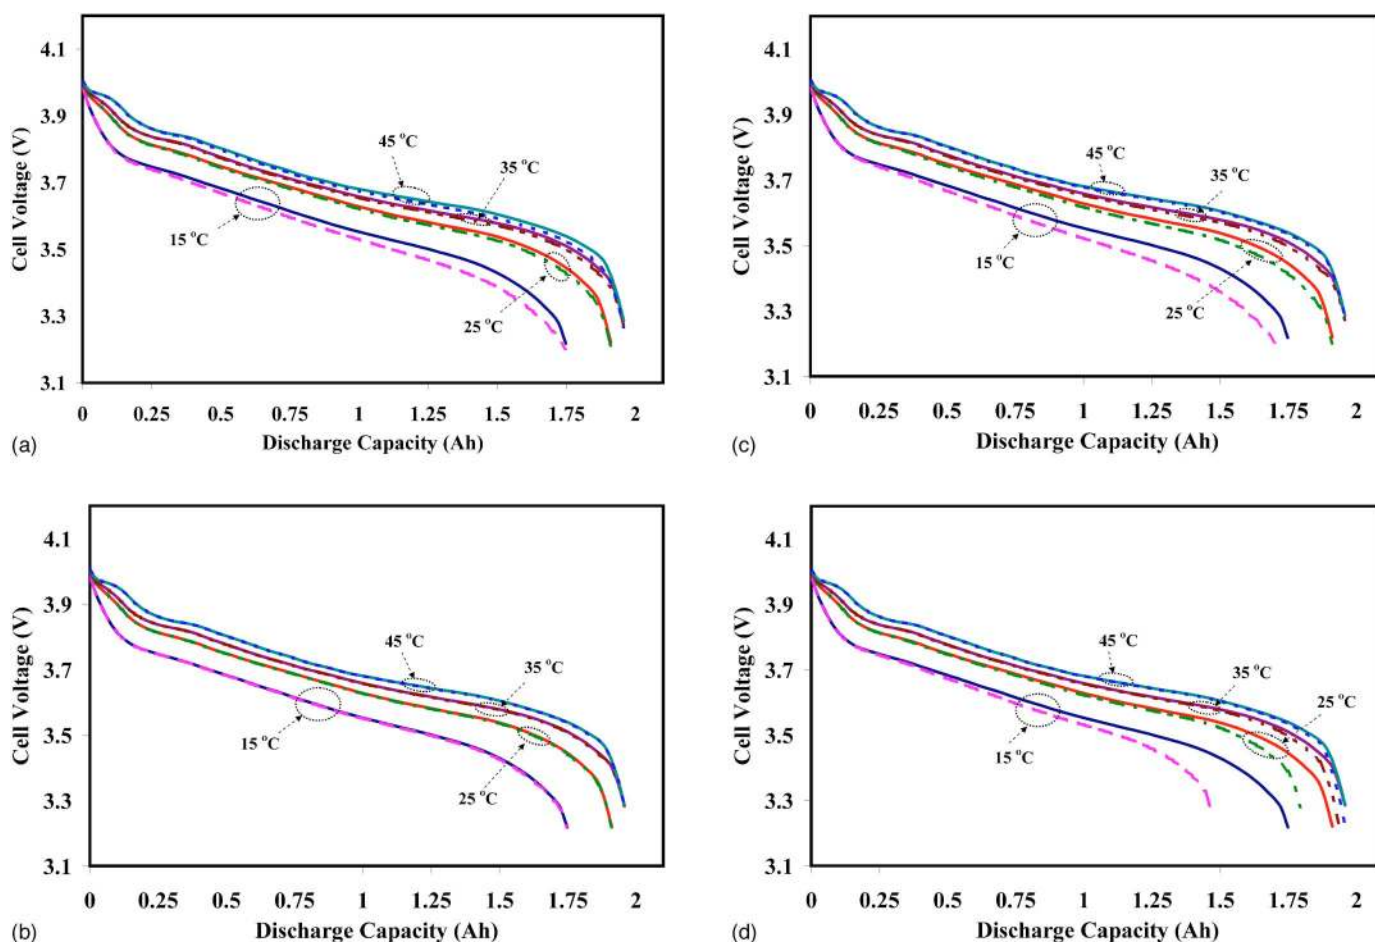 4.1
3.9
3.7
3.5
3.3
3.1
Cell Voltage (V)
45 °C
35 °C
15 °C
25 °C
0 0.25 0.5 0.75 1 1.25 1.5 1.75 2
Discharge Capacity (Ah)
(a)
4.1
3.9
3.7
3.5
3.3
3.1
Cell Voltage (V)
45 °C
35 °C
15 °C
25 °C
0 0.25 0.5 0.75 1 1.25 1.5 1.75 2
Discharge Capacity (Ah)
(c)
4.1
3.9
3.7
3.5
3.3
3.1
Cell Voltage (V)
45 °C
35 °C
15 °C
25 °C
0 0.25 0.5 0.75 1 1.25 1.5 1.75 2
Discharge Capacity (Ah)
(b)
4.1
3.9
3.7
3.5
3.3
3.1
Cell Voltage (V)
45 °C
35 °C
25 °C
15 °C
0 0.25 0.5 0.75 1 1.25 1.5 1.75 2
Discharge Capacity (Ah)
(d)